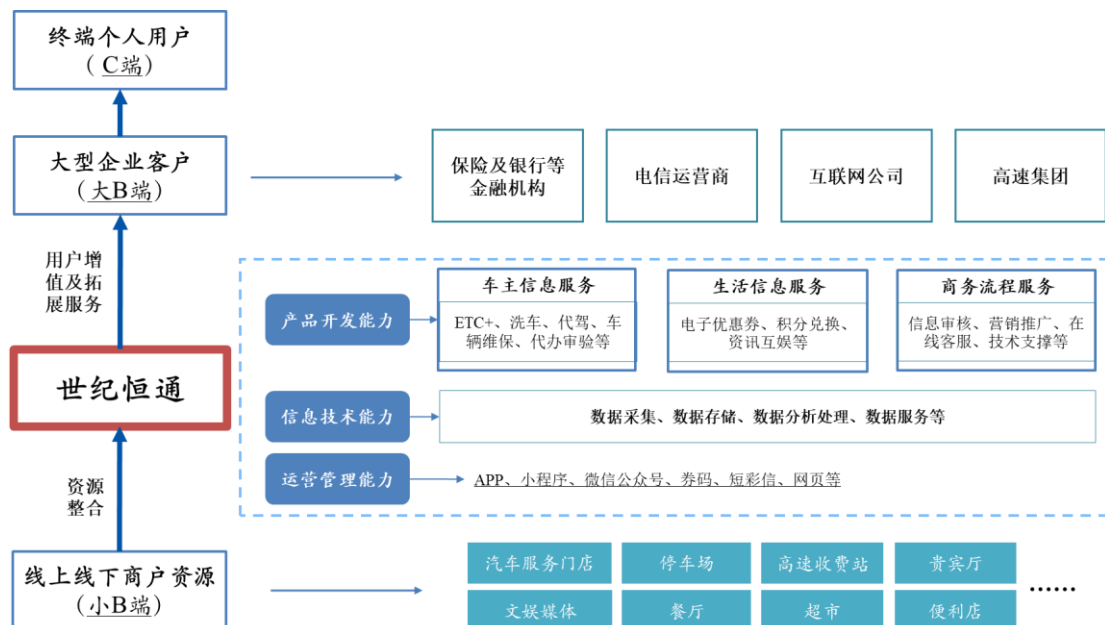 终端个人用户
（C端）
大型企业客户
（大B端）
保险及银行等
金融机构
电信运营商
互联网公司
高速集团
用户增
值及拓
展服务
产品开发能力
车主信息服务
ETC+、洗车、代驾、车
辆维保、代办审验等
生活信息服务
电子优惠券、积分兑换、
资讯互娱等
商务流程服务
信息审核、营销推广、在
线客服、技术支撑等
世纪恒通
信息技术能力
数据采集、数据存储、数据分析处理、数据服务等
运营管理能力
APP、小程序、微信公众号、券码、短彩信、网页等
资源
整合
线上线下商户资源
（小B端）
汽车服务门店
停车场
高速收费站
贵宾厅
文娱媒体
餐厅
超市
便利店
……